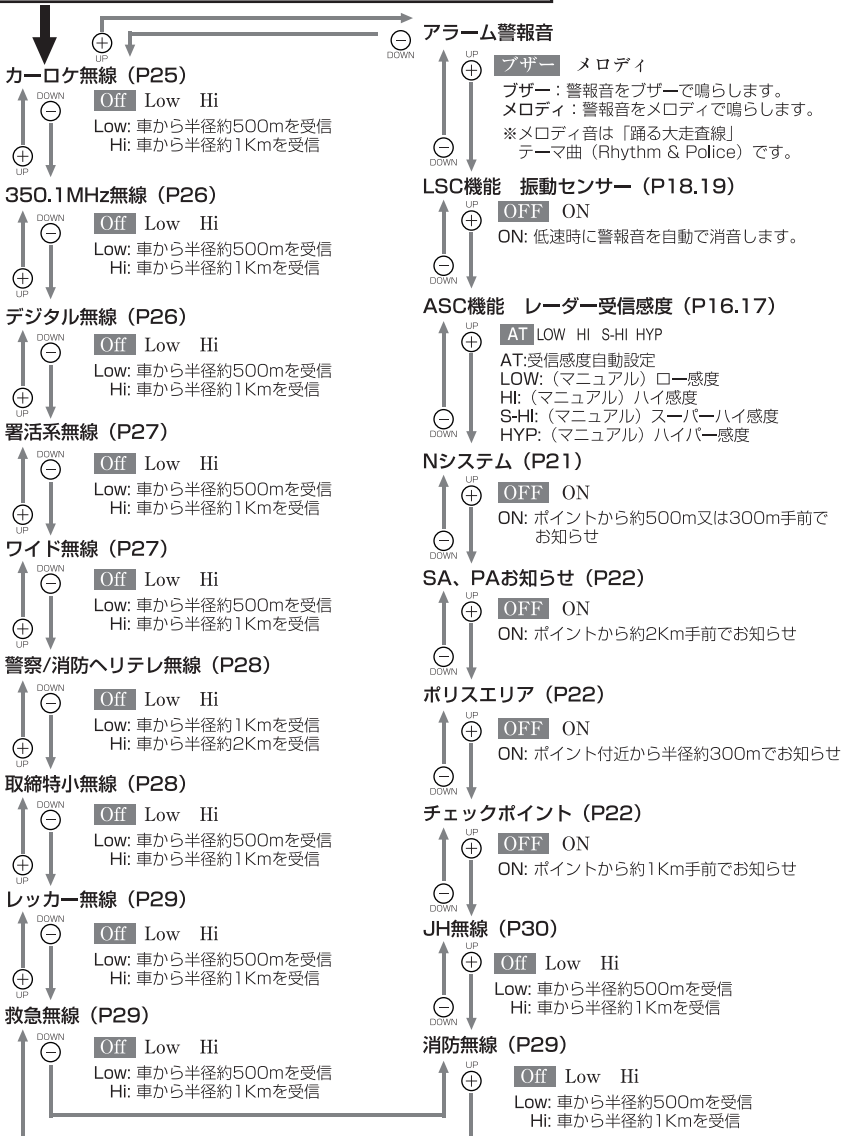 UP
DOWN
カーロケ無線（P25）
DOWN
Off Low Hi
Low: 車から半径約500mを受信
Hi: 車から半径約1Kmを受信
UP
350.1MHz無線（P26）
DOWN
Off Low Hi
Low: 車から半径約500mを受信
Hi: 車から半径約1Kmを受信
UP
デジタル無線（P26）
DOWN
Off Low Hi
Low: 車から半径約500mを受信
Hi: 車から半径約1Kmを受信
UP
署活系無線（P27）
DOWN
Off Low Hi
Low: 車から半径約500mを受信
Hi: 車から半径約1Kmを受信
UP
ワイド無線（P27）
DOWN
Off Low Hi
Low: 車から半径約500mを受信
Hi: 車から半径約1Kmを受信
UP
警察/消防ヘリテレ無線（P28）
DOWN
Off Low Hi
Low: 車から半径約1Kmを受信
Hi: 車から半径約2Kmを受信
UP
取締特小無線（P28）
DOWN
Off Low Hi
Low: 車から半径約500mを受信
Hi: 車から半径約1Kmを受信
UP
レッカー無線（P29）
DOWN
Off Low Hi
Low: 車から半径約500mを受信
Hi: 車から半径約1Kmを受信
UP
救急無線（P29）
DOWN
Off Low Hi
Low: 車から半径約500mを受信
Hi: 車から半径約1Kmを受信
アラーム警報音
UP
ブザー メロディ
ブザー：警報音をブザーで鳴らします。
メロディ：警報音をメロディで鳴らします。
※メロディ音は「踊る大走査線」
テーマ曲（Rhythm & Police）です。
DOWN
LSC機能 振動センサー（P18.19）
UP
OFF ON
ON: 低速時に警報音を自動で消音します。
DOWN
ASC機能 レーダー受信感度（P16.17）
UP
AT LOW HI S-HI HYP
AT:受信感度自動設定
LOW:（マニュアル）ロー感度
HI:（マニュアル）ハイ感度
S-HI:（マニュアル）スーパーハイ感度
HYP:（マニュアル）ハイパー感度
DOWN
Nシステム（P21）
UP
OFF ON
ON: ポイントから約500m又は300m手前で
お知らせ
DOWN
SA、PAお知らせ（P22）
UP
OFF ON
ON: ポイントから約2Km手前でお知らせ
DOWN
ポリスエリア（P22）
UP
OFF ON
ON: ポイント付近から半径約300mでお知らせ
DOWN
チェックポイント（P22）
UP
OFF ON
ON: ポイントから約1Km手前でお知らせ
DOWN
JH無線（P30）
UP
Off Low Hi
Low: 車から半径約500mを受信
Hi: 車から半径約1Kmを受信
DOWN
消防無線（P29）
UP
Off Low Hi
Low: 車から半径約500mを受信
Hi: 車から半径約1Kmを受信